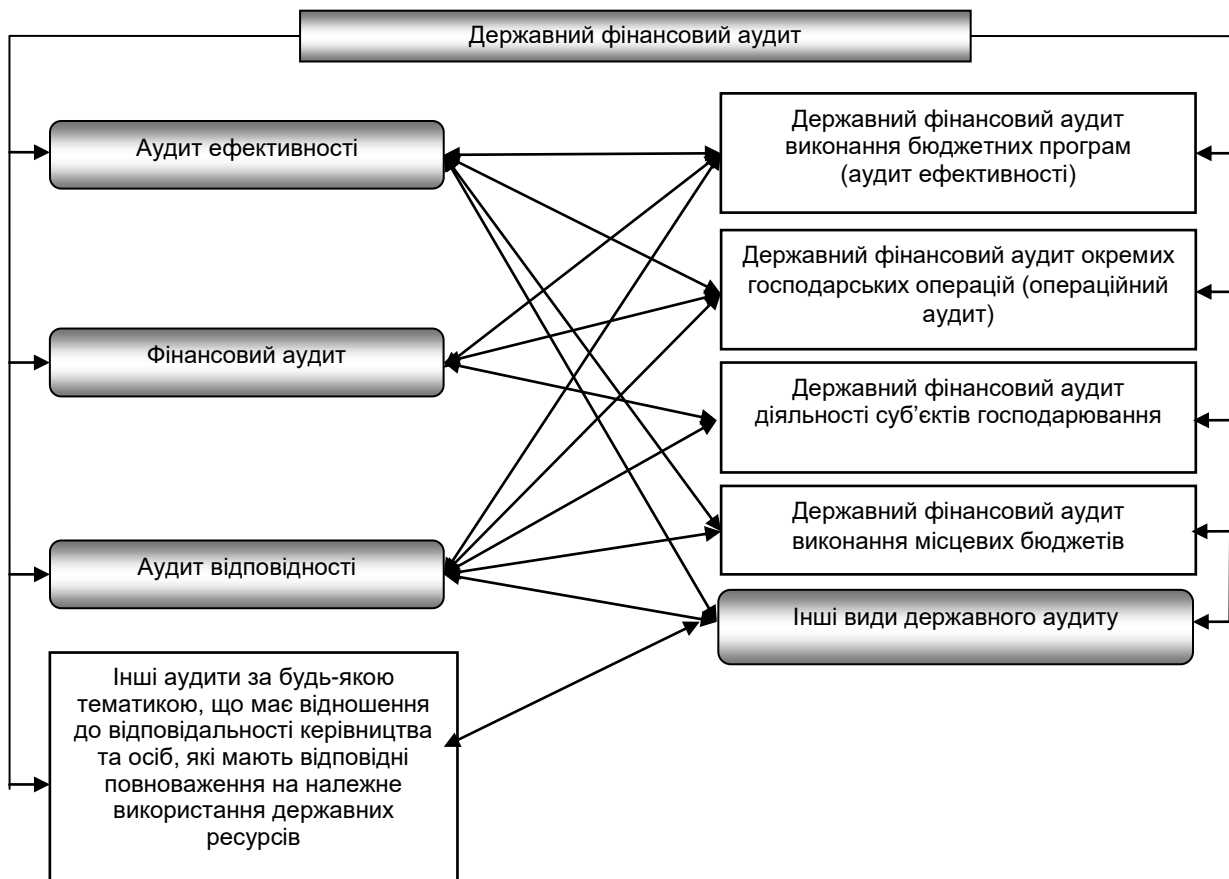 Державний фінансовий аудит
Аудит ефективності
Фінансовий аудит
Аудит відповідності
Інші аудити за будь-якою
тематикою, що має відношення
до відповідальності керівництва
та осіб, які мають відповідні
повноваження на належне
використання державних
ресурсів
Державний фінансовий аудит
виконання бюджетних програм
(аудит ефективності)
Державний фінансовий аудит окремих
господарських операцій (операційний
аудит)
Державний фінансовий аудит
діяльності суб’єктів господарювання
Державний фінансовий аудит
виконання місцевих бюджетів
Інші види державного аудиту